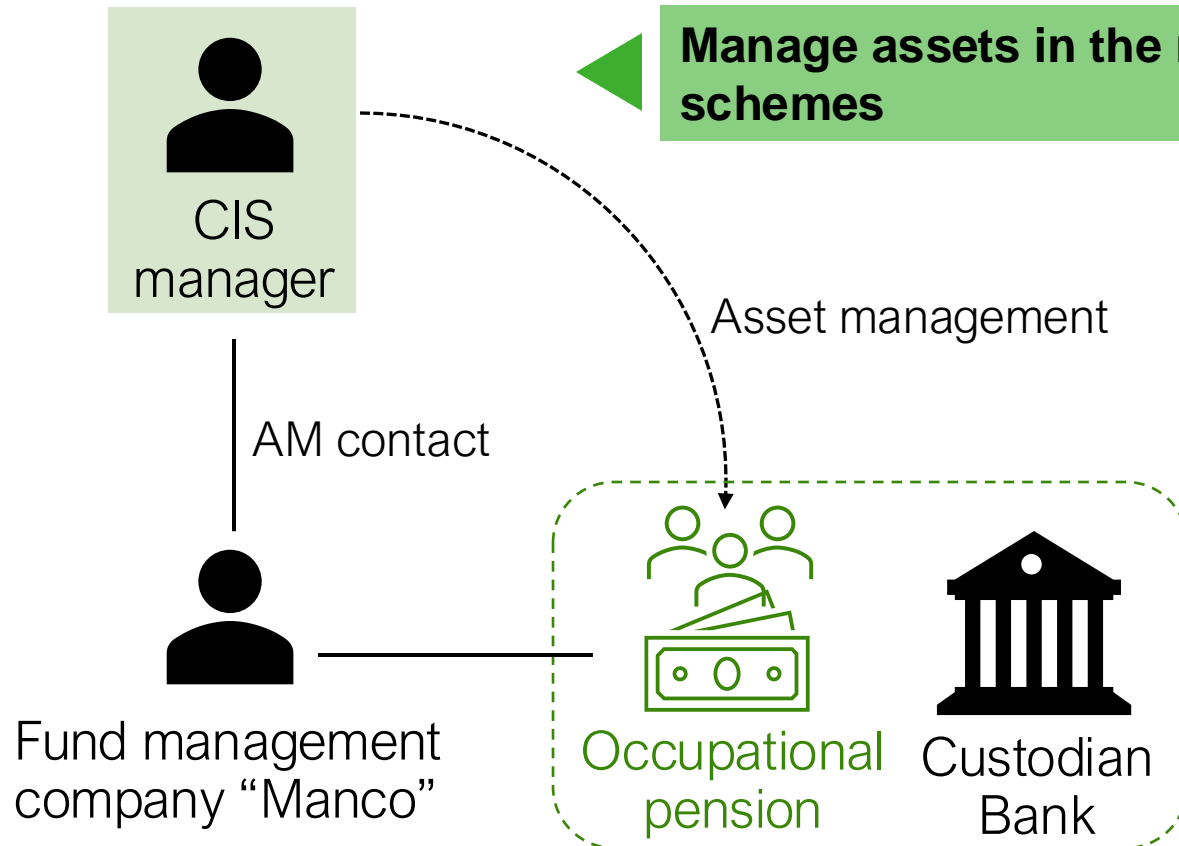 Manage assets in the
schemes
CIS
manager
Asset management
AM contact
Fund management
company “Manco”
Occupational
pension
Custodian
Bank